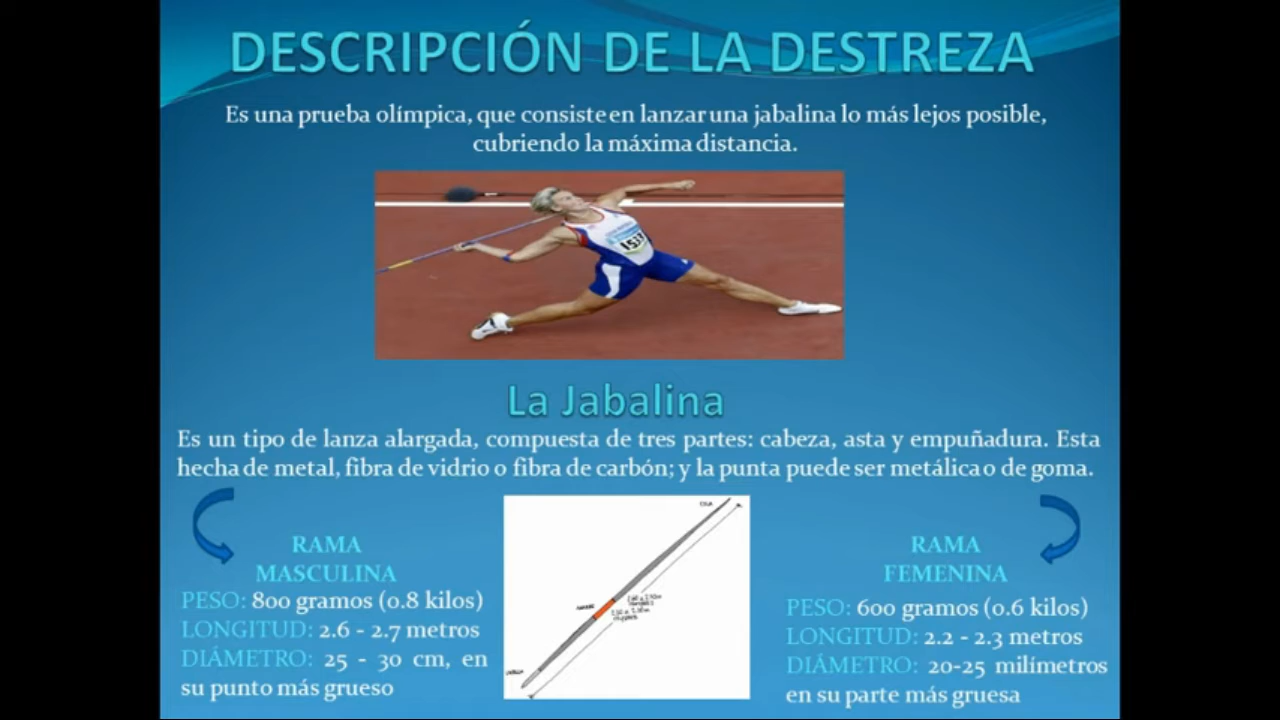 DESCRIPCIÓN DE LA DESTREZA
Es una prueba olímpica, que consiste en lanzar una jabalina lo más lejos posible,
cubriendo la máxima distancia.
La Jabalina
Es un tipo de lanza alargada, compuesta de tres partes: cabeza, asta y empuñadura. Esta
hecha de metal, fibra de vidrio o fibra de carbón; y la punta puede ser metálica o de goma.
RAMA
MASCULINA
PESO: 800 gramos (0.8 kilos)
LONGITUD: 2.6 - 2.7 metros
DIÁMETRO: 25 - 30 cm, en
su punto más grueso
RAMA
FEMENINA
PESO: 600 gramos (0.6 kilos)
LONGITUD: 2.2 - 2.3 metros
DIÁMETRO: 20-25 milímetros
en su parte más gruesa